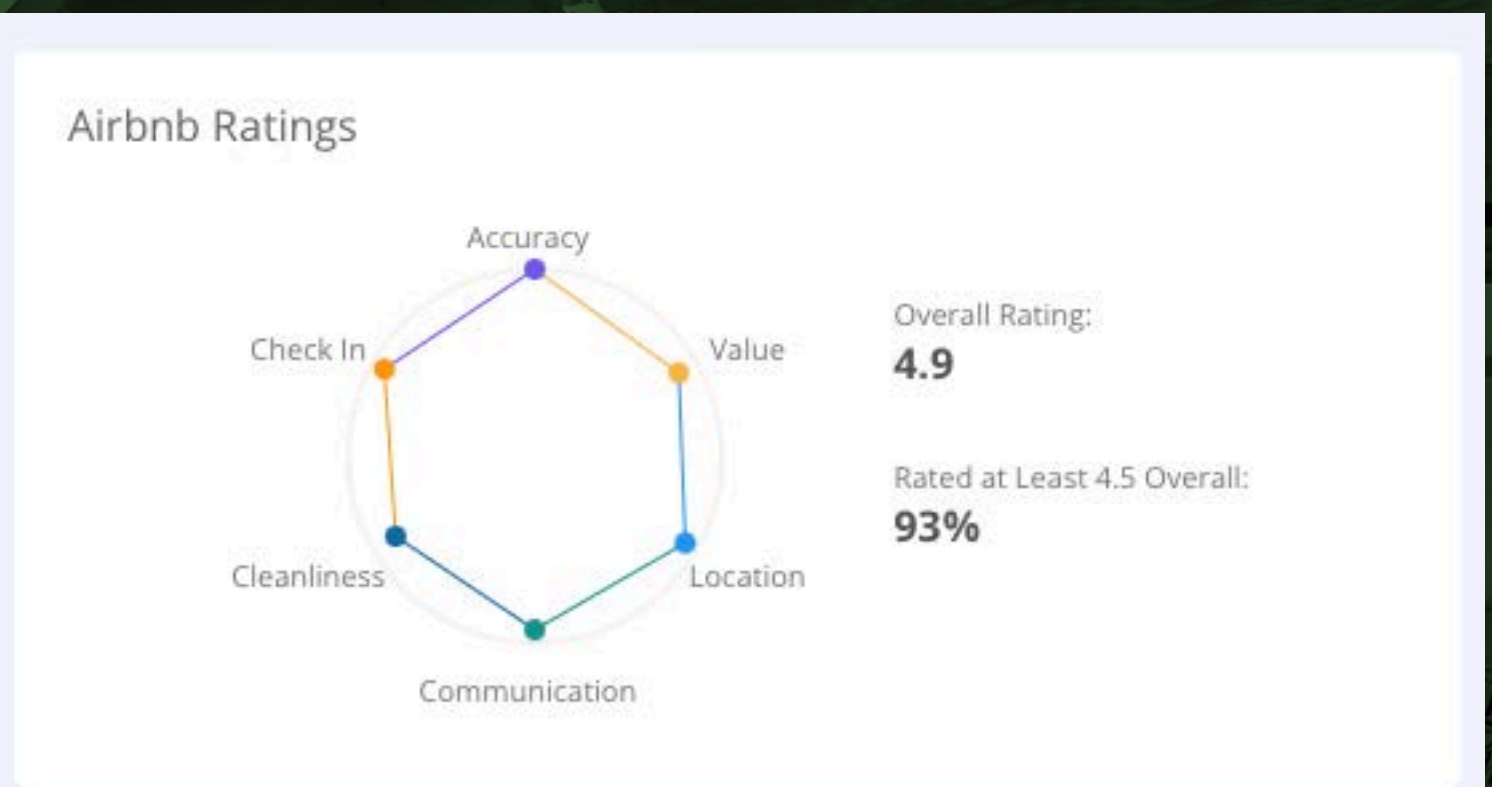 Airbnb Ratings
Accuracy
Check In
Value
Cleanliness
Location
Communication
Overall Rating:
4.9
Rated at Least 4.5 Overall:
93%